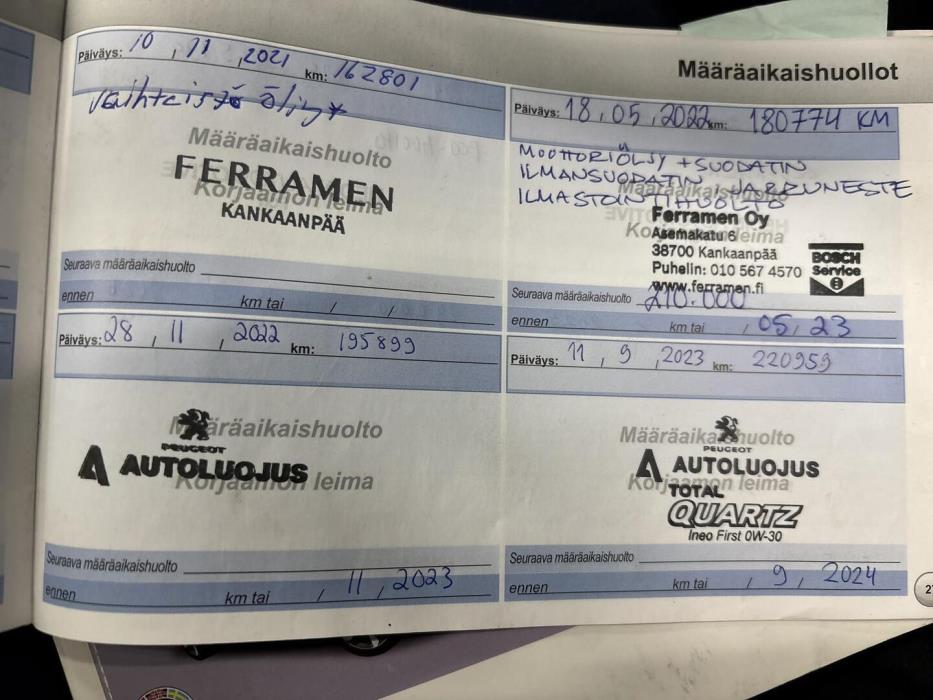 Määräaikaishuollot
Päiväys: 10 , 11 , 2021 km: 162801
vaihteistö öljyt
Määräaikaishuolto
FERRAMEN
Korjaamon leima
KANKAANPÄÄ
Seuraava määräaikaishuolto
ennen km tai / /
Päiväys: 18 . 05 . 2022 km: 180774 KM
MOOTTORIÖLJY + SUODATIN
ILMANSUODATIN , JARRUNESTE
ILMASTOINTIHUOLTO
Määräaikaishuolto
Ferramen Oy
Korjaamon leima
Asemakatu 6
38700 Kankaanpää
Puhelin: 010 567 4570
www.ferramen.fi
BOSCH
Service
Seuraava määräaikaishuolto 210.000
ennen km tai / 05 , 23
Päiväys: 28 , 11 , 2022 km: 195899
Määräaikaishuolto
PEUGEOT
AUTOLUOJUS
Korjaamon leima
Seuraava määräaikaishuolto
ennen km tai / 11 , 2023
Päiväys: 11 , 9 , 2023 km: 220959
Määräaikaishuolto
PEUGEOT
AUTOLUOJUS
Korjaamon leima
TOTAL
QUARTZ
Ineo First 0W-30
Seuraava määräaikaishuolto
ennen km tai / 9 , 2024